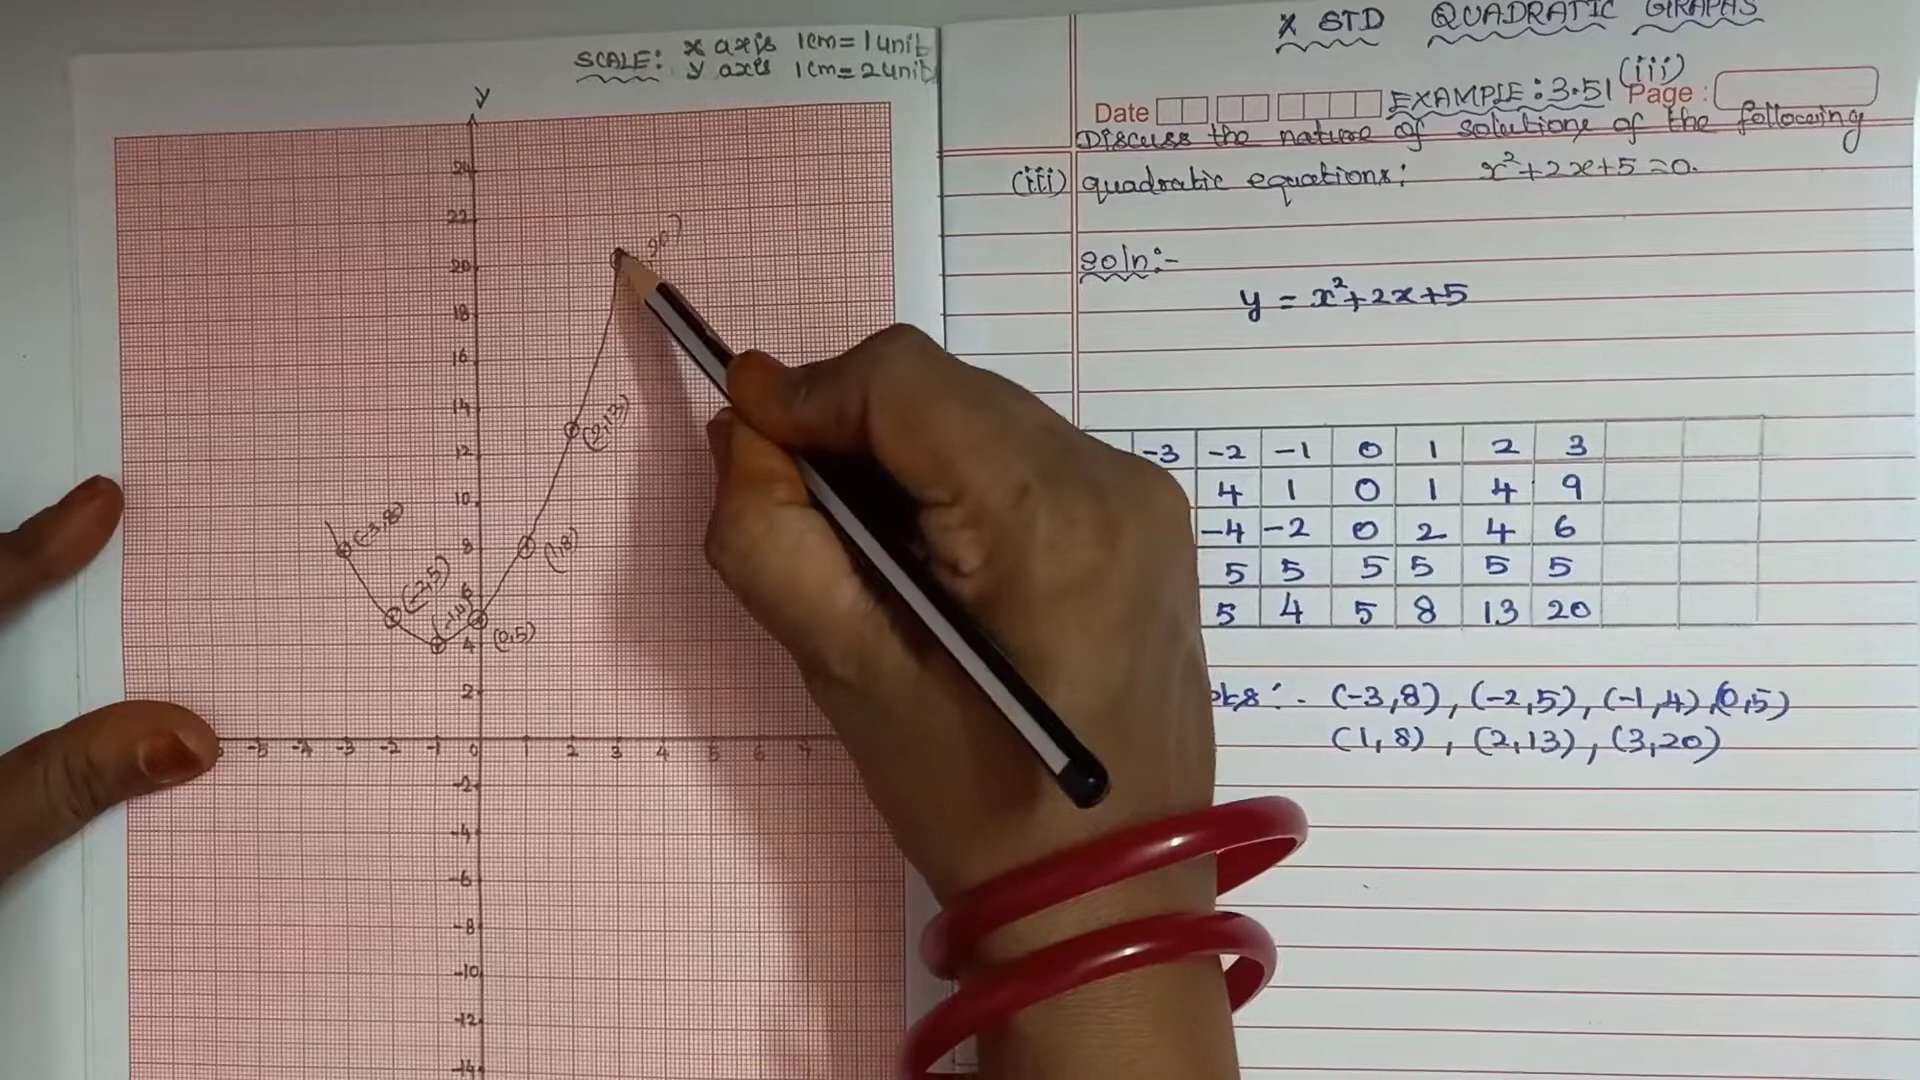 SCALE: x axis 1cm = 1 unit
y axis 1cm = 2 unit
y
24
22
20
18
16
14
12
10
8
6
4
2
-5 -4 -3 -2 -1 0 1 2 3 4 5 6 7
-2
-4
-6
-8
-10
-12
-14
(-3,8)
(-2,5)
(-1,4)
(0,5)
(1,8)
(2,13)
20)
X STD QUADRATIC GRAPHS
Date EXAMPLE: 3.51 (iii) Page :
Discuss the nature of solutions of the following
(iii) quadratic equations: x²+2x+5=0.
soln:-
y = x²+2x+5
-3 -2 -1 0 1 2 3
4 1 0 1 4 9
-4 -2 0 2 4 6
5 5 5 5 5 5
5 4 5 8 13 20
:- (-3,8), (-2,5), (-1,4), (0,5)
(1,8), (2,13), (3,20)